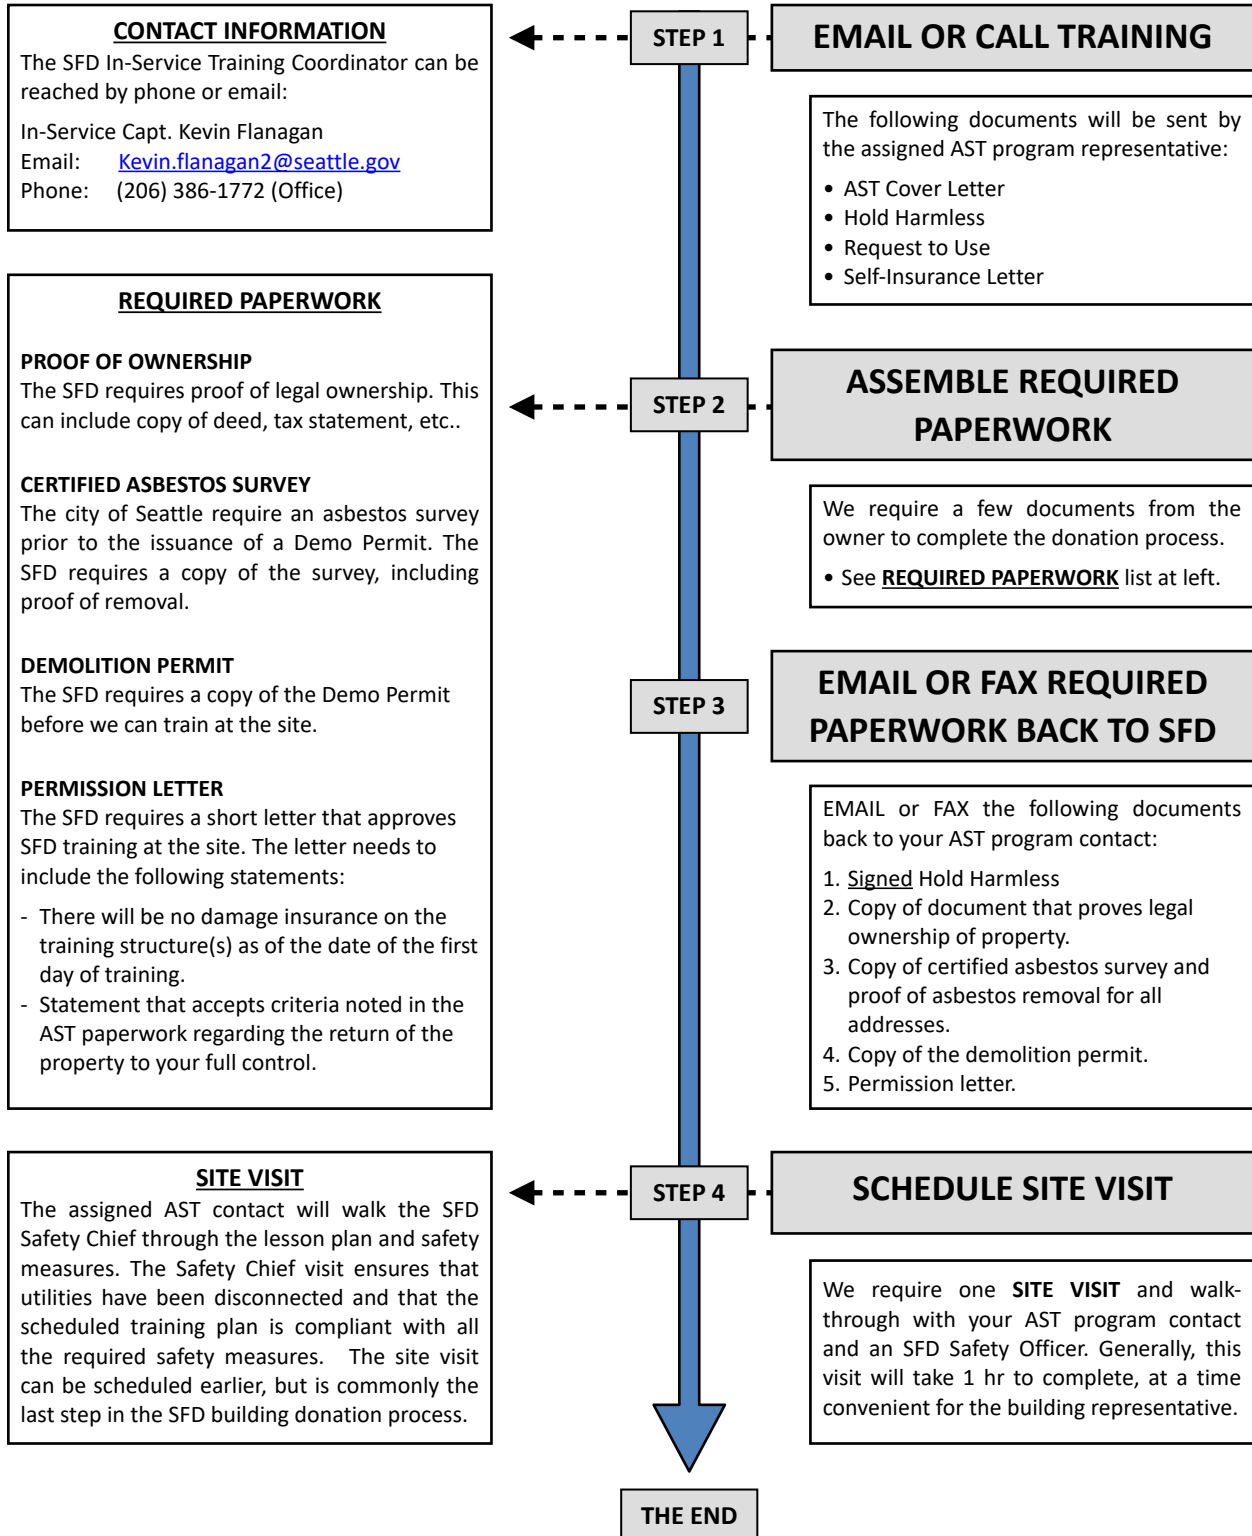 CONTACT INFORMATION
The SFD In-Service Training Coordinator can be
reached by phone or email:
In-Service Capt. Kevin Flanagan
Email: Kevin.flanagan2@seattle.gov
Phone: (206) 386-1772 (Office)
STEP 1
EMAIL OR CALL TRAINING
The following documents will be sent by
the assigned AST program representative:
• AST Cover Letter
• Hold Harmless
• Request to Use
• Self-Insurance Letter
REQUIRED PAPERWORK
PROOF OF OWNERSHIP
The SFD requires proof of legal ownership. This
can include copy of deed, tax statement, etc..
CERTIFIED ASBESTOS SURVEY
The city of Seattle require an asbestos survey
prior to the issuance of a Demo Permit. The
SFD requires a copy of the survey, including
proof of removal.
DEMOLITION PERMIT
The SFD requires a copy of the Demo Permit
before we can train at the site.
PERMISSION LETTER
The SFD requires a short letter that approves
SFD training at the site. The letter needs to
include the following statements:
- There will be no damage insurance on the
training structure(s) as of the date of the first
day of training.
- Statement that accepts criteria noted in the
AST paperwork regarding the return of the
property to your full control.
STEP 2
ASSEMBLE REQUIRED
PAPERWORK
We require a few documents from the
owner to complete the donation process.
• See REQUIRED PAPERWORK list at left.
STEP 3
EMAIL OR FAX REQUIRED
PAPERWORK BACK TO SFD
EMAIL or FAX the following documents
back to your AST program contact:
1. Signed Hold Harmless
2. Copy of document that proves legal
ownership of property.
3. Copy of certified asbestos survey and
proof of asbestos removal for all
addresses.
4. Copy of the demolition permit.
5. Permission letter.
SITE VISIT
The assigned AST contact will walk the SFD
Safety Chief through the lesson plan and safety
measures. The Safety Chief visit ensures that
utilities have been disconnected and that the
scheduled training plan is compliant with all
the required safety measures. The site visit
can be scheduled earlier, but is commonly the
last step in the SFD building donation process.
STEP 4
SCHEDULE SITE VISIT
We require one SITE VISIT and walk-
through with your AST program contact
and an SFD Safety Officer. Generally, this
visit will take 1 hr to complete, at a time
convenient for the building representative.
THE END